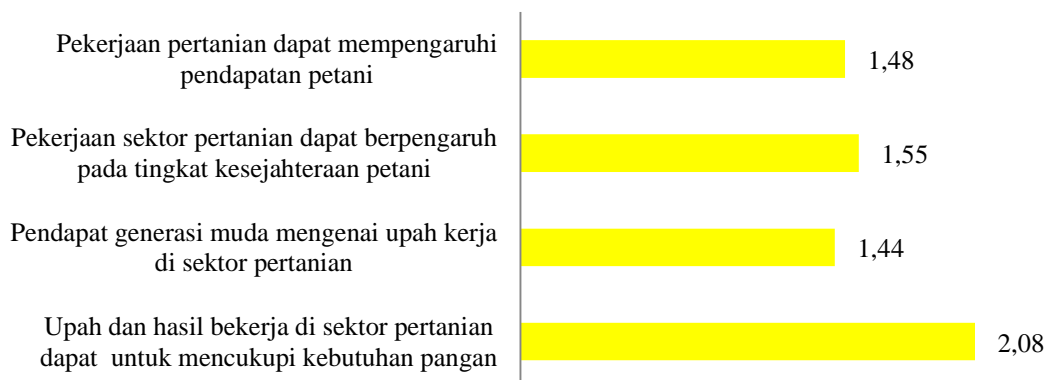 Pekerjaan pertanian dapat mempengaruhi
pendapatan petani
1,48
Pekerjaan sektor pertanian dapat berpengaruh
pada tingkat kesejahteraan petani
1,55
Pendapat generasi muda mengenai upah kerja
di sektor pertanian
1,44
Upah dan hasil bekerja di sektor pertanian
dapat untuk mencukupi kebutuhan pangan
2,08